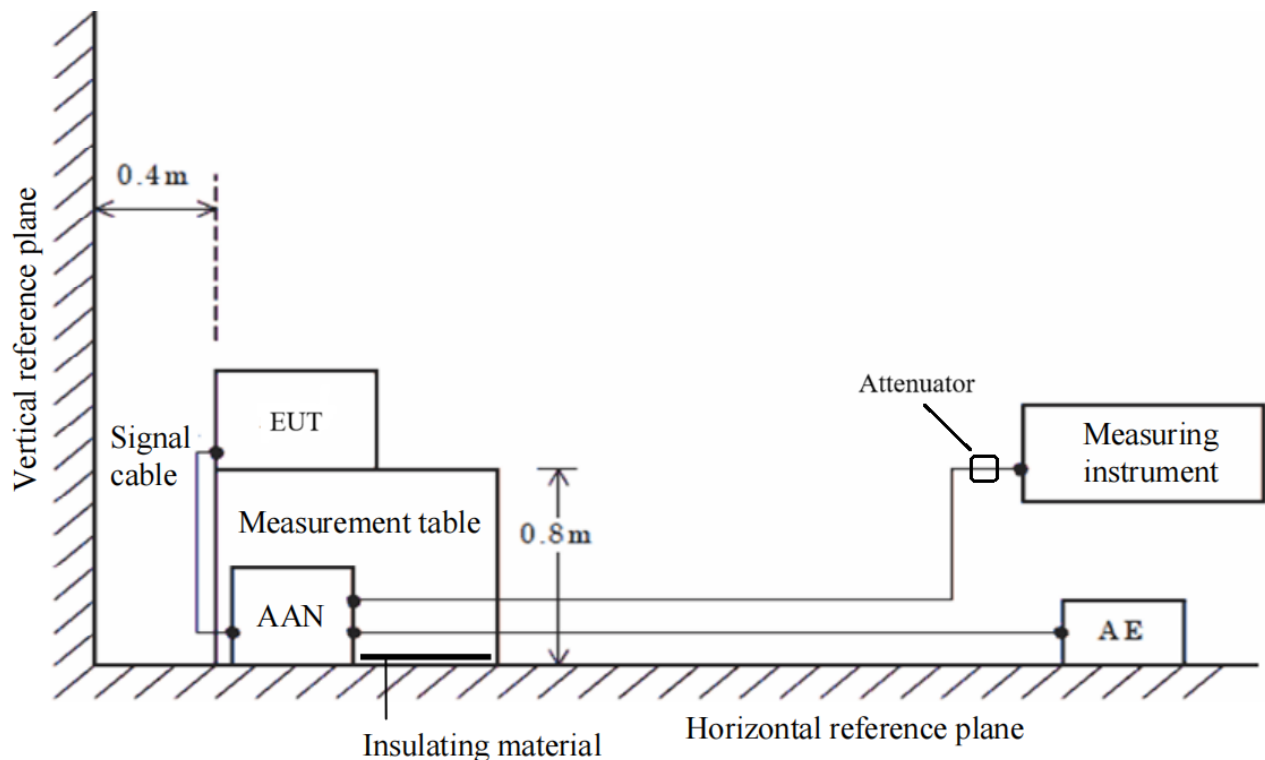 Vertical reference plane
0.4m
Signal
cable
EUT
Measurement table
AAN
0.8m
Attenuator
Measuring
instrument
AE
Insulating material
Horizontal reference plane